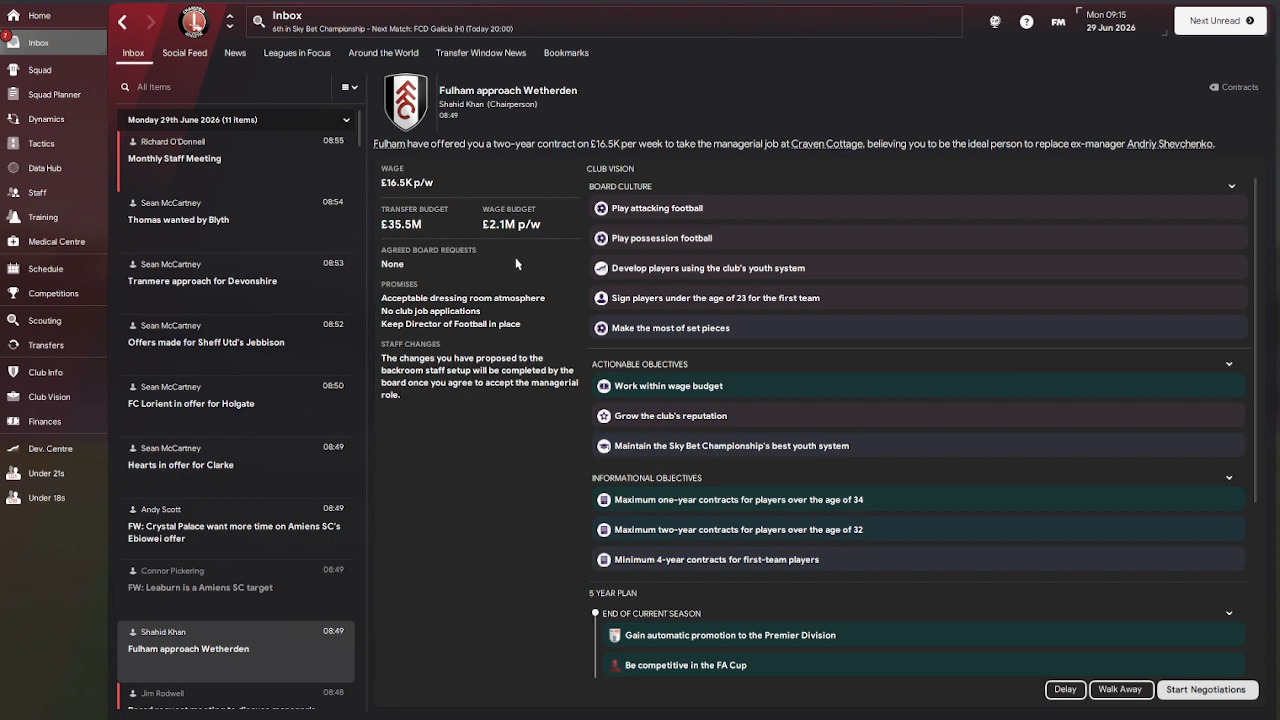 Home
7
Inbox
Squad
Squad Planner
Dynamics
Tactics
Data Hub
Staff
Training
Medical Centre
Schedule
Competitions
Scouting
Transfers
Club Info
Club Vision
Finances
Dev. Centre
Under 21s
Under 18s
Inbox
6th in Sky Bet Championship - Next Match: FCD Galicia (H) (Today 20:00)
FM
Mon 09:15
29 Jun 2026
Next Unread
Inbox
Social Feed
News
Leagues in Focus
Around the World
Transfer Window News
Bookmarks
All Items
Monday 29th June 2026 (11 items)
Richard O'Donnell 08:55
Monthly Staff Meeting
Sean McCartney 08:54
Thomas wanted by Blyth
Sean McCartney 08:53
Tranmere approach for Devonshire
Sean McCartney 08:52
Offers made for Sheff Utd's Jebbison
Sean McCartney 08:50
FC Lorient in offer for Holgate
Sean McCartney 08:49
Hearts in offer for Clarke
Andy Scott 08:49
FW: Crystal Palace want more time on Amiens SC's
Ebiowei offer
Connor Pickering 08:49
FW: Leaburn is a Amiens SC target
Shahid Khan 08:49
Fulham approach Wetherden
Jim Rodwell 08:48
Fulham approach Wetherden
Shahid Khan (Chairperson)
08:49
Contracts
Fulham have offered you a two-year contract on £16.5K per week to take the managerial job at Craven Cottage, believing you to be the ideal person to replace ex-manager Andriy Shevchenko.
WAGE
£16.5K p/w
TRANSFER BUDGET
£35.5M
WAGE BUDGET
£2.1M p/w
AGREED BOARD REQUESTS
None
PROMISES
Acceptable dressing room atmosphere
No club job applications
Keep Director of Football in place
STAFF CHANGES
The changes you have proposed to the
backroom staff setup will be completed by the
board once you agree to accept the managerial
role.
CLUB VISION
BOARD CULTURE
Play attacking football
Play possession football
Develop players using the club's youth system
Sign players under the age of 23 for the first team
Make the most of set pieces
ACTIONABLE OBJECTIVES
Work within wage budget
Grow the club's reputation
Maintain the Sky Bet Championship's best youth system
INFORMATIONAL OBJECTIVES
Maximum one-year contracts for players over the age of 34
Maximum two-year contracts for players over the age of 32
Minimum 4-year contracts for first-team players
5 YEAR PLAN
END OF CURRENT SEASON
Gain automatic promotion to the Premier Division
Be competitive in the FA Cup
Delay
Walk Away
Start Negotiations